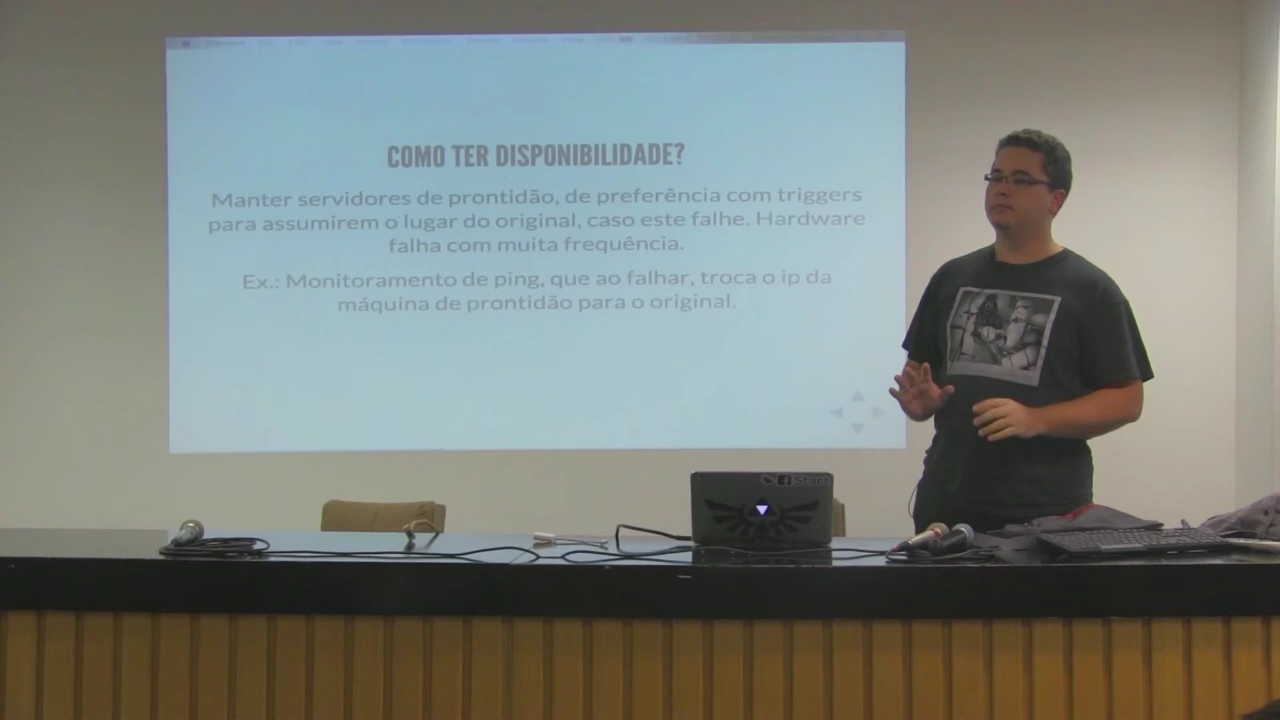 COMO TER DISPONIBILIDADE?
Manter servidores de prontidão, de preferência com triggers
para assumirem o lugar do original, caso este falhe. Hardware
falha com muita frequência.
Ex.: Monitoramento de ping, que ao falhar, troca o ip da
máquina de prontidão para o original.
Start